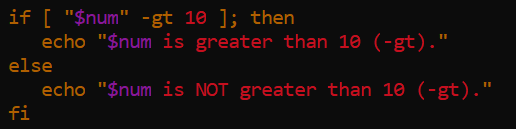 if [ "$num" -gt 10 ]; then
   echo "$num is greater than 10 (-gt)."
else
   echo "$num is NOT greater than 10 (-gt)."
fi